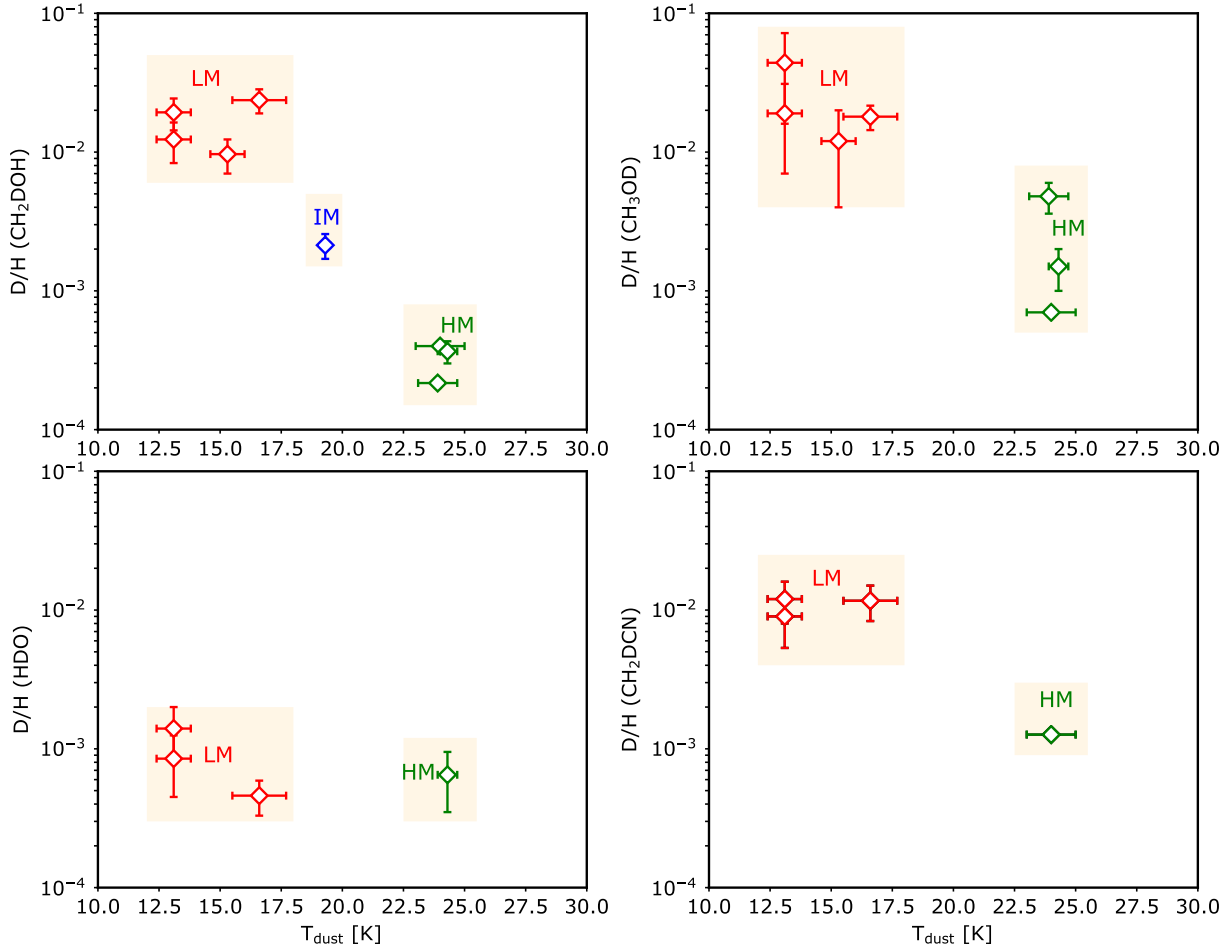 D/H (CH₂DOH)
10⁻¹
10⁻²
10⁻³
10⁻⁴
LM
IM
HM
10.0 12.5 15.0 17.5 20.0 22.5 25.0 27.5 30.0
D/H (CH₃OD)
10⁻¹
10⁻²
10⁻³
10⁻⁴
LM
HM
10.0 12.5 15.0 17.5 20.0 22.5 25.0 27.5 30.0
D/H (HDO)
10⁻¹
10⁻²
10⁻³
10⁻⁴
LM
HM
10.0 12.5 15.0 17.5 20.0 22.5 25.0 27.5 30.0
T_dust [K]
D/H (CH₂DCN)
10⁻¹
10⁻²
10⁻³
10⁻⁴
LM
HM
10.0 12.5 15.0 17.5 20.0 22.5 25.0 27.5 30.0
T_dust [K]